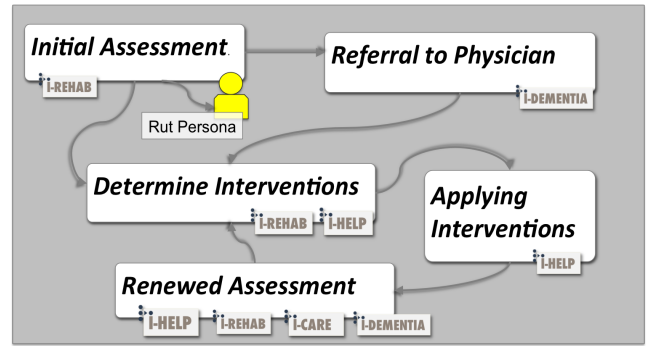 Initial Assessment.
i-REHAB
Referral to Physician
i-DEMENTIA
Rut Persona
Determine Interventions
i-REHAB
i-HELP
Applying
Interventions
i-HELP
Renewed Assessment
i-HELP
i-REHAB
i-CARE
i-DEMENTIA